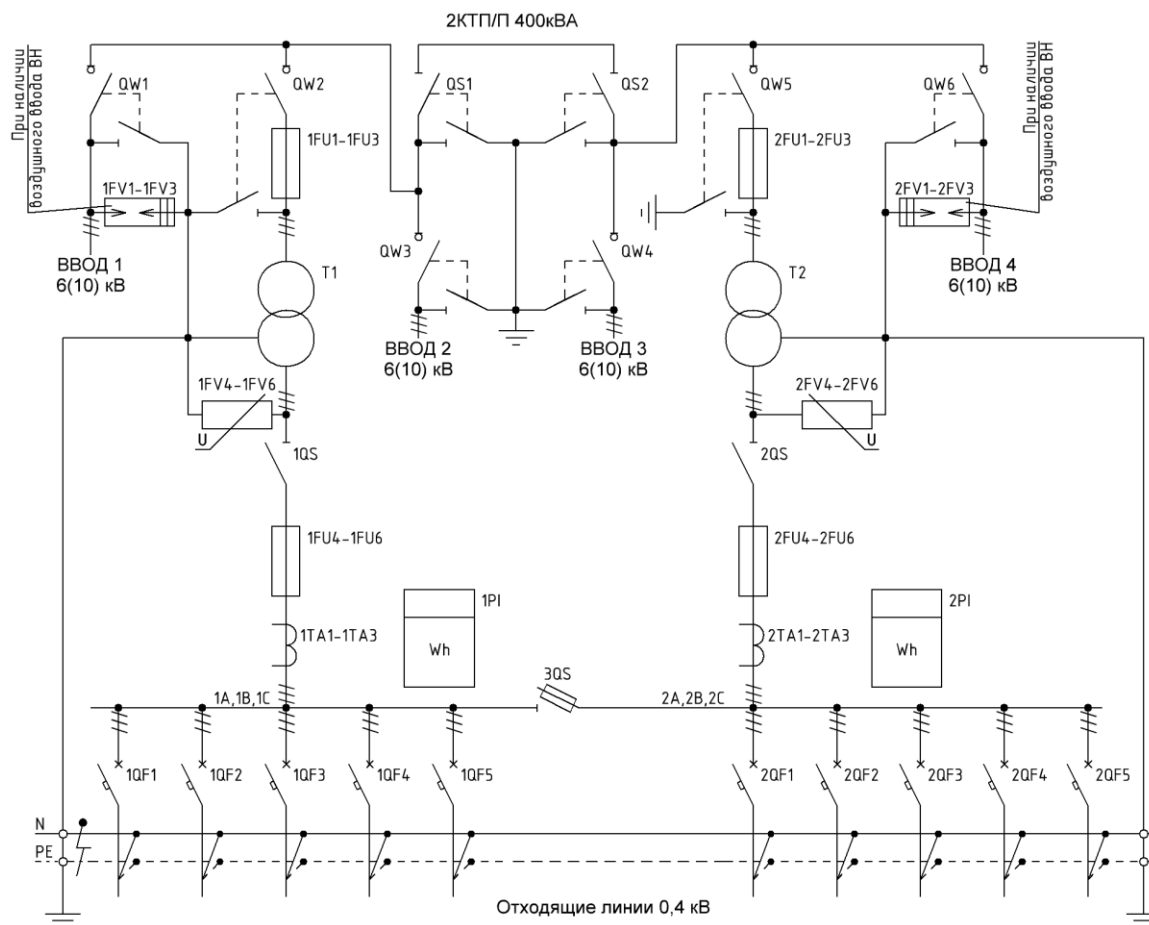 2КТП/П 400кВА
При наличии
воздушного ввода ВН
QW1
QW2
QS1
QS2
QW5
QW6
При наличии
воздушного ввода ВН
1FU1-1FU3
2FU1-2FU3
1FV1-1FV3
2FV1-2FV3
QW3
QW4
ВВОД 1
6(10) кВ
T1
T2
ВВОД 4
6(10) кВ
ВВОД 2
6(10) кВ
ВВОД 3
6(10) кВ
1FV4-1FV6
U
2FV4-2FV6
U
1QS
2QS
1FU4-1FU6
2FU4-2FU6
1PI
2PI
1TA1-1TA3
Wh
2TA1-2TA3
Wh
3QS
1A,1B,1C
2A,2B,2C
1QF1
1QF2
1QF3
1QF4
1QF5
2QF1
2QF2
2QF3
2QF4
2QF5
N
PE
Отходящие линии 0,4 кВ